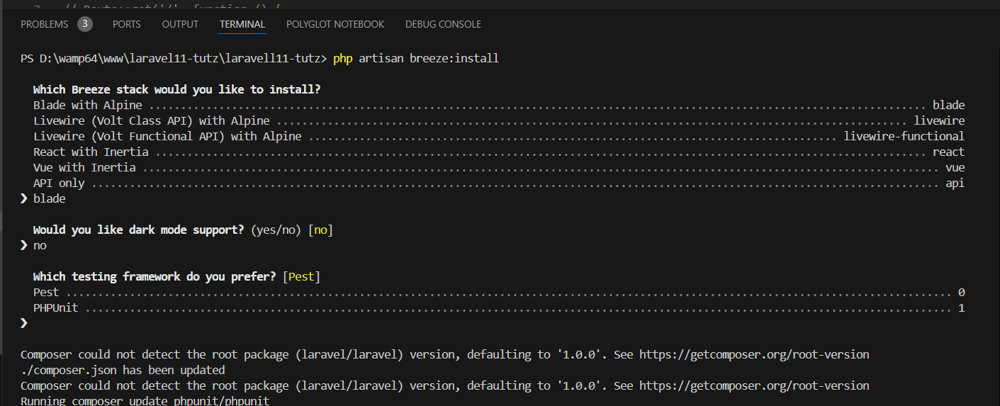 7 // Route::get('/', function () {
PROBLEMS 3 PORTS OUTPUT TERMINAL POLYGLOT NOTEBOOK DEBUG CONSOLE
PS D:\wamp64\www\laravel11-tutz\laravell11-tutz> php artisan breeze:install
Which Breeze stack would you like to install?
Blade with Alpine ........................................................................................................................ blade
Livewire (Volt Class API) with Alpine ................................................................................................. livewire
Livewire (Volt Functional API) with Alpine ................................................................................. livewire-functional
React with Inertia ....................................................................................................................... react
Vue with Inertia ........................................................................................................................... vue
API only ................................................................................................................................... api
❯ blade
Would you like dark mode support? (yes/no) [no]
❯ no
Which testing framework do you prefer? [Pest]
Pest ......................................................................................................................................... 0
PHPUnit ...................................................................................................................................... 1
❯
Composer could not detect the root package (laravel/laravel) version, defaulting to '1.0.0'. See https://getcomposer.org/root-version
./composer.json has been updated
Composer could not detect the root package (laravel/laravel) version, defaulting to '1.0.0'. See https://getcomposer.org/root-version
Running composer update phpunit/phpunit